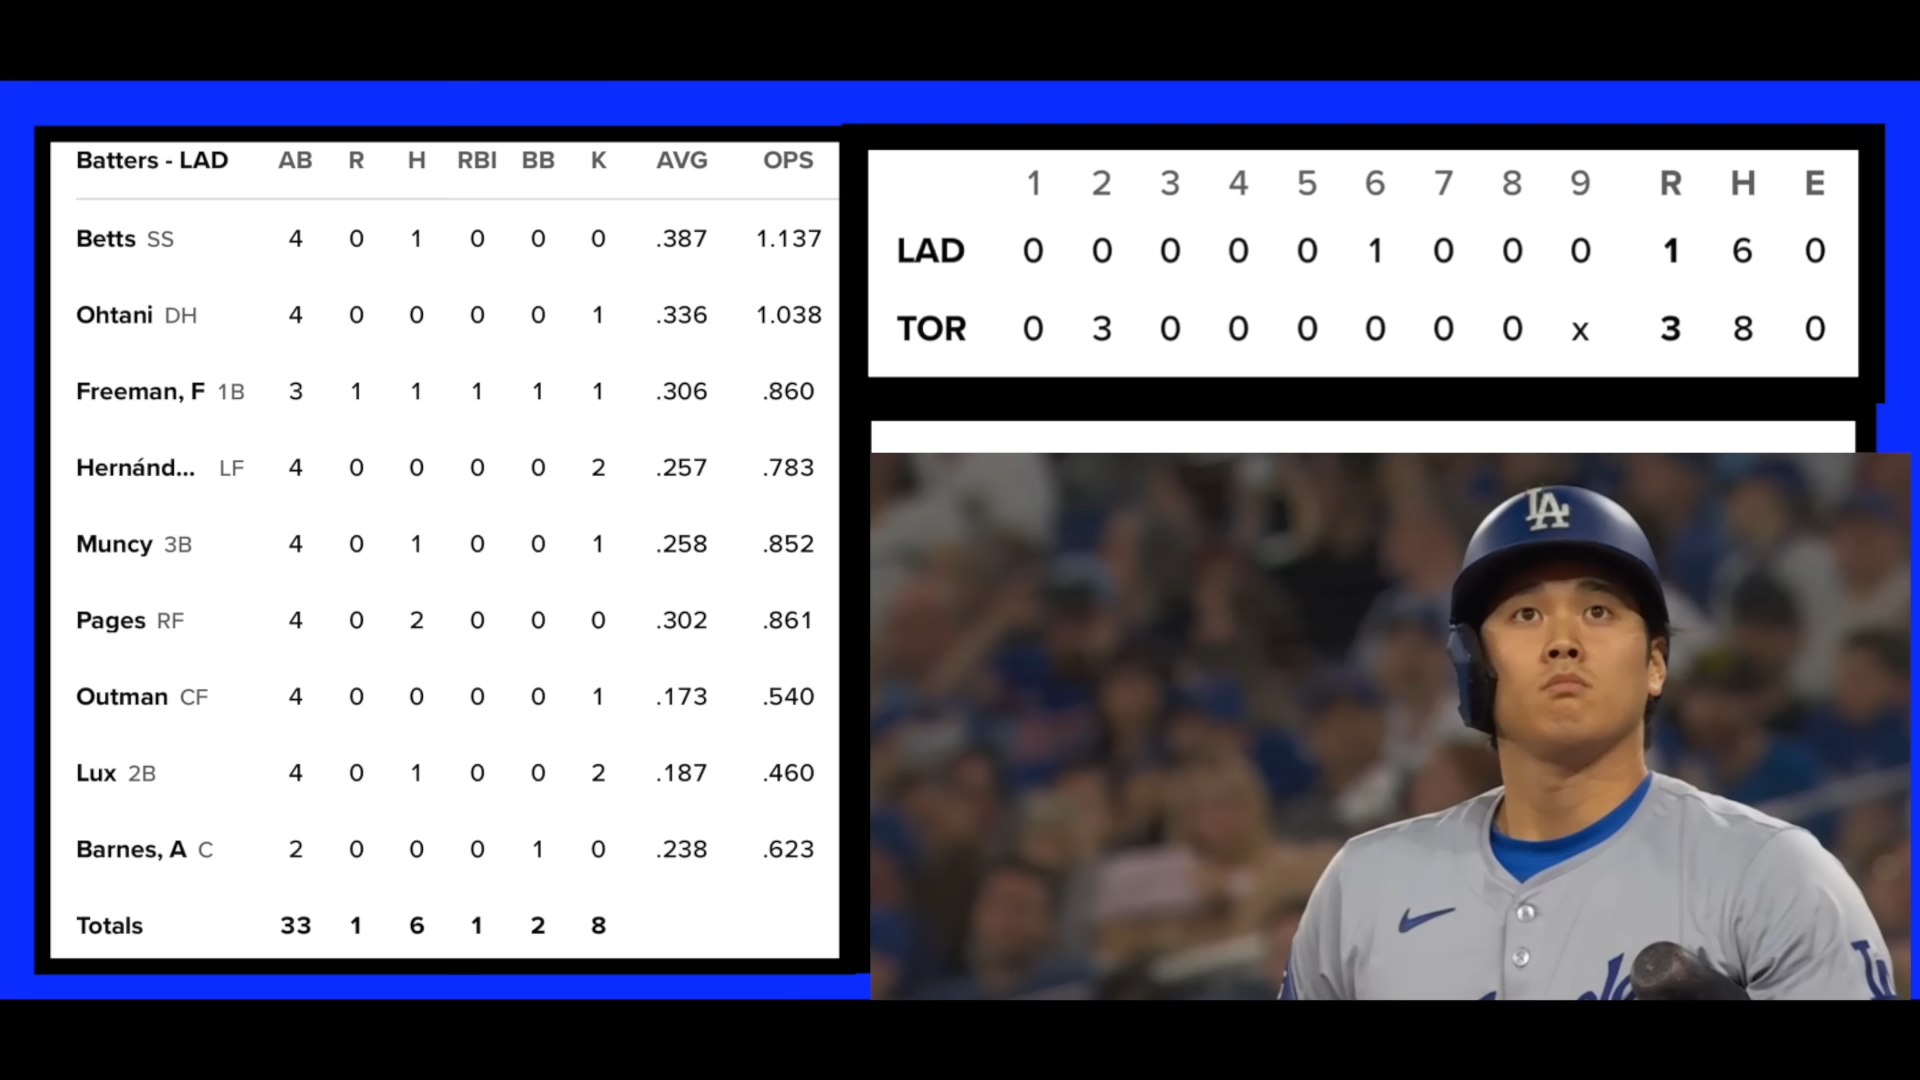 Batters - LAD AB R H RBI BB K AVG OPS
Betts SS 4 0 1 0 0 0 .387 1.137
Ohtani DH 4 0 0 0 0 1 .336 1.038
Freeman, F 1B 3 1 1 1 1 1 .306 .860
Hernánd... LF 4 0 0 0 0 2 .257 .783
Muncy 3B 4 0 1 0 0 1 .258 .852
Pages RF 4 0 2 0 0 0 .302 .861
Outman CF 4 0 0 0 0 1 .173 .540
Lux 2B 4 0 1 0 0 2 .187 .460
Barnes, A C 2 0 0 0 1 0 .238 .623
Totals 33 1 6 1 2 8
1 2 3 4 5 6 7 8 9 R H E
LAD 0 0 0 0 0 1 0 0 0 1 6 0
TOR 0 3 0 0 0 0 0 0 x 3 8 0
LA